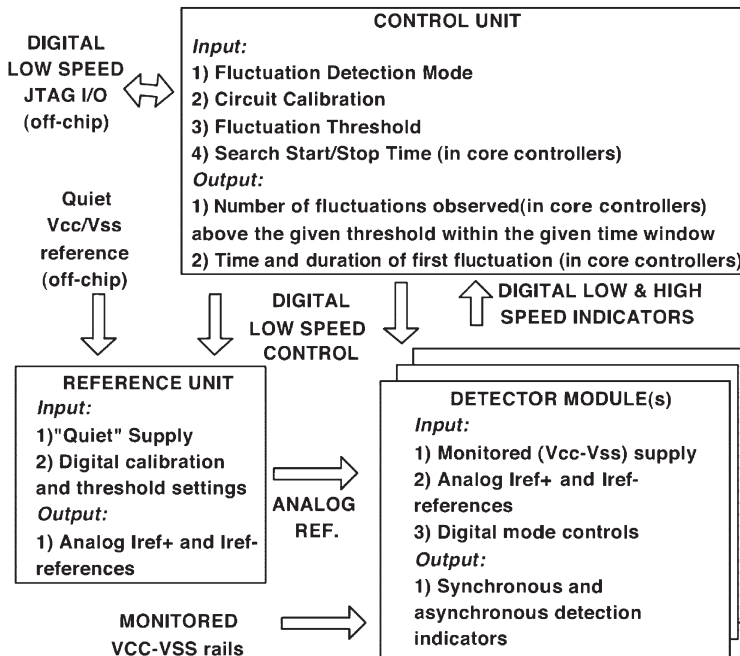 CONTROL UNIT
Input:
1) Fluctuation Detection Mode
2) Circuit Calibration
3) Fluctuation Threshold
4) Search Start/Stop Time (in core controllers)
Output:
1) Number of fluctuations observed(in core controllers)
above the given threshold within the given time window
2) Time and duration of first fluctuation (in core controllers)
DIGITAL
LOW SPEED
JTAG I/O
(off-chip)
Quiet
Vcc/Vss
reference
(off-chip)
DIGITAL
LOW SPEED
CONTROL
DIGITAL LOW & HIGH
SPEED INDICATORS
REFERENCE UNIT
Input:
1)"Quiet" Supply
2) Digital calibration
and threshold settings
Output:
1) Analog Iref+ and Iref-
references
ANALOG
REF.
DETECTOR MODULE(s)
Input:
1) Monitored (Vcc-Vss) supply
2) Analog Iref+ and Iref-
references
3) Digital mode controls
Output:
1) Synchronous and
asynchronous detection
indicators
MONITORED
VCC-VSS rails